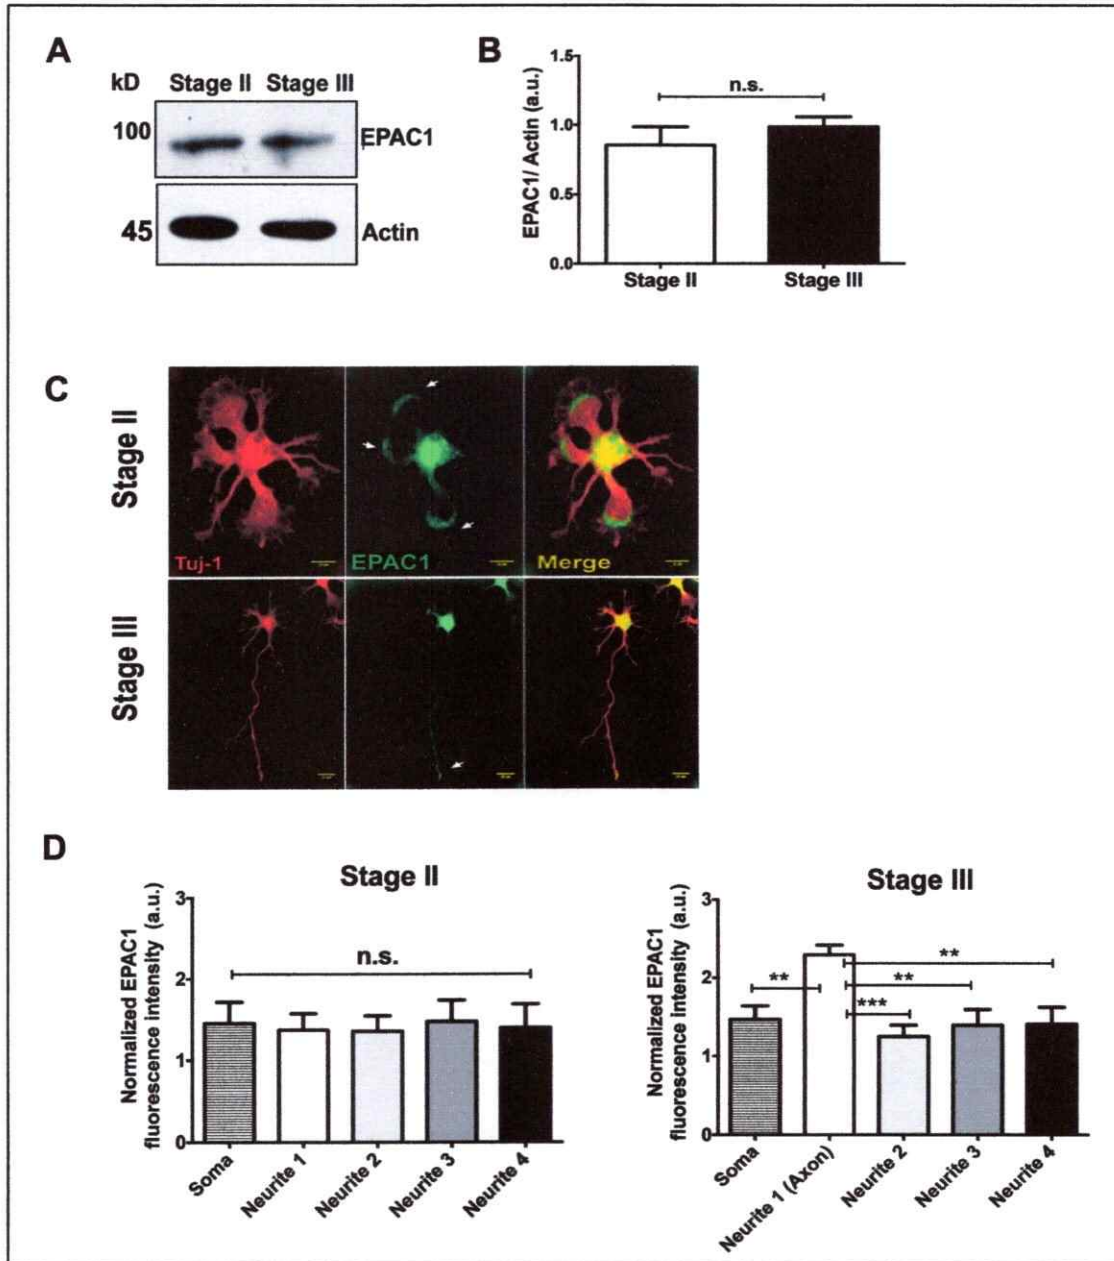 A
kD
Stage II Stage III
100
EPAC1
45
Actin
B
EPAC1/ Actin (a.u.)
1.5
1.0
0.5
0.0
n.s.
Stage II
Stage III
C
Stage II
Tuj-1
EPAC1
Merge
Stage III
D
Stage II
Normalized EPAC1
fluorescence intensity (a.u.)
3
2
1
0
n.s.
Soma
Neurite 1
Neurite 2
Neurite 3
Neurite 4
Stage III
Normalized EPAC1
fluorescence intensity (a.u.)
3
2
1
0
**
***
**
**
Soma
Neurite 1 (Axon)
Neurite 2
Neurite 3
Neurite 4